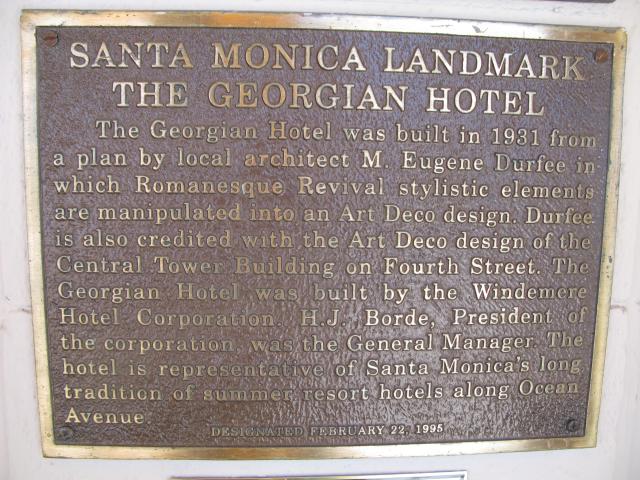 SANTA MONICA LANDMARK
THE GEORGIAN HOTEL
The Georgian Hotel was built in 1931 from
a plan by local architect M. Eugene Durfee in
which Romanesque Revival stylistic elements
are manipulated into an Art Deco design. Durfee
is also credited with the Art Deco design of the
Central Tower Building on Fourth Street. The
Georgian Hotel was built by the Windemere
Hotel Corporation. H.J. Borde, President of
the corporation, was the General Manager. The
hotel is representative of Santa Monica's long
tradition of summer resort hotels along Ocean
Avenue.
DESIGNATED FEBRUARY 22, 1995